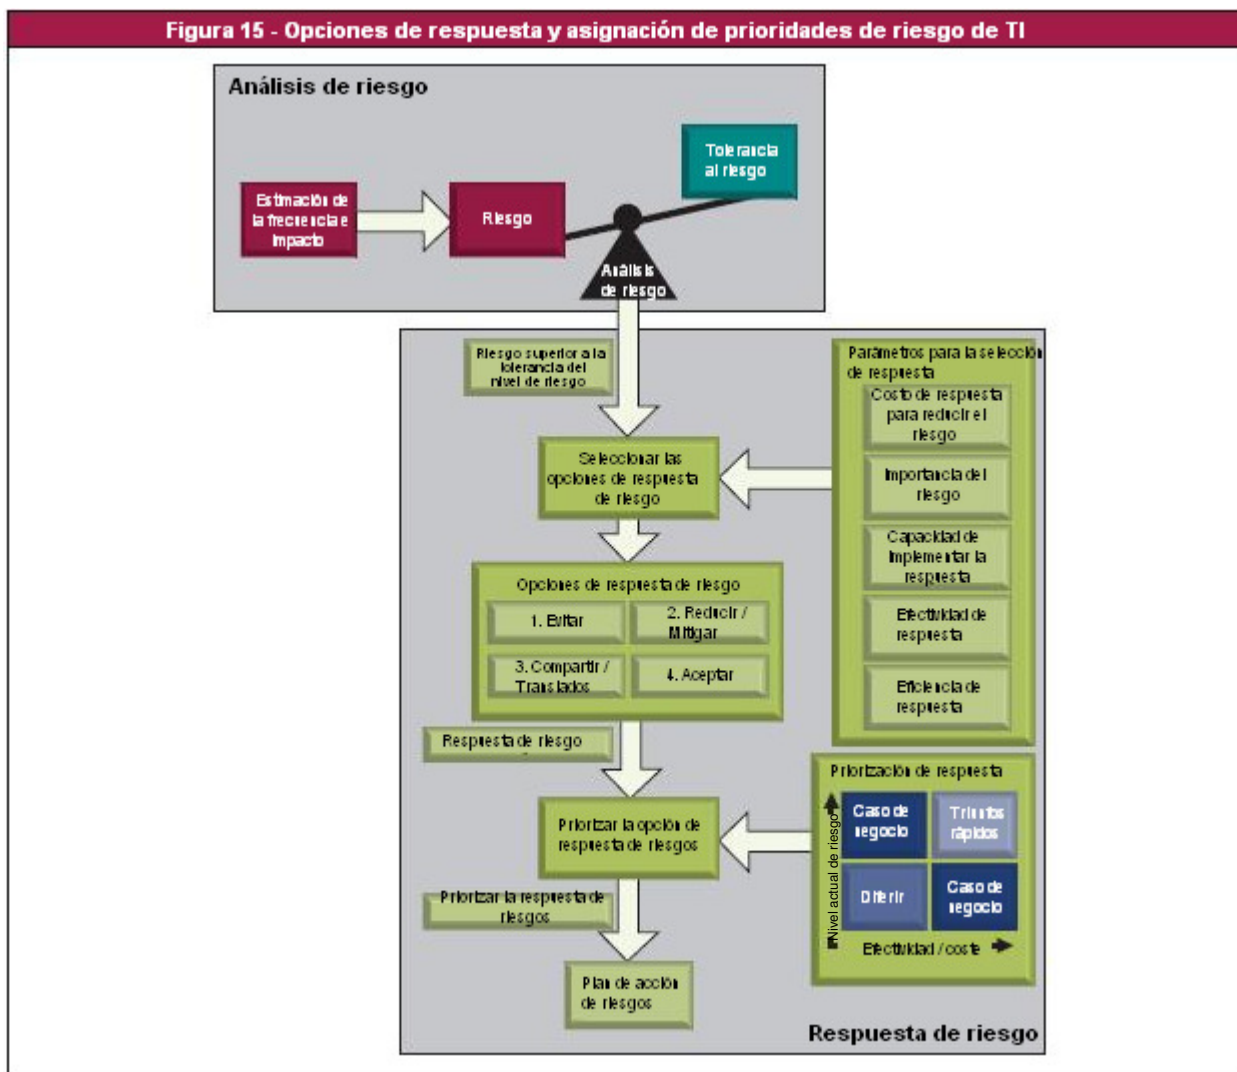 Figura 15 - Opciones de respuesta y asignación de prioridades de riesgo de TI
Análisis de riesgo
Estimación de
la frecuencia e
impacto
Riesgo
Tolerancia
al riesgo
Análisis
de riesgo
Riesgo superior a la
tolerancia del
nivel de riesgo
Seleccionar las
opciones de respuesta
de riesgo
Parámetros para la selección
de respuesta
Costo de respuesta
para reducir el
riesgo
Importancia del
riesgo
Capacidad de
implementar la
respuesta
Efectividad de
respuesta
Eficiencia de
respuesta
Opciones de respuesta de riesgo
1. Evitar
2. Reducir /
Mitigar
3. Compartir /
Translados
4. Aceptar
Respuesta de riesgo
Priorizar la opción de
respuesta de riesgos
Priorización de respuesta
Nivel actual de riesgo
Caso de
negocio
Triunfos
rápidos
Diferir
Caso de
negocio
Efectividad / coste
Priorizar la respuesta de
riesgos
Plan de acción
de riesgos
Respuesta de riesgo